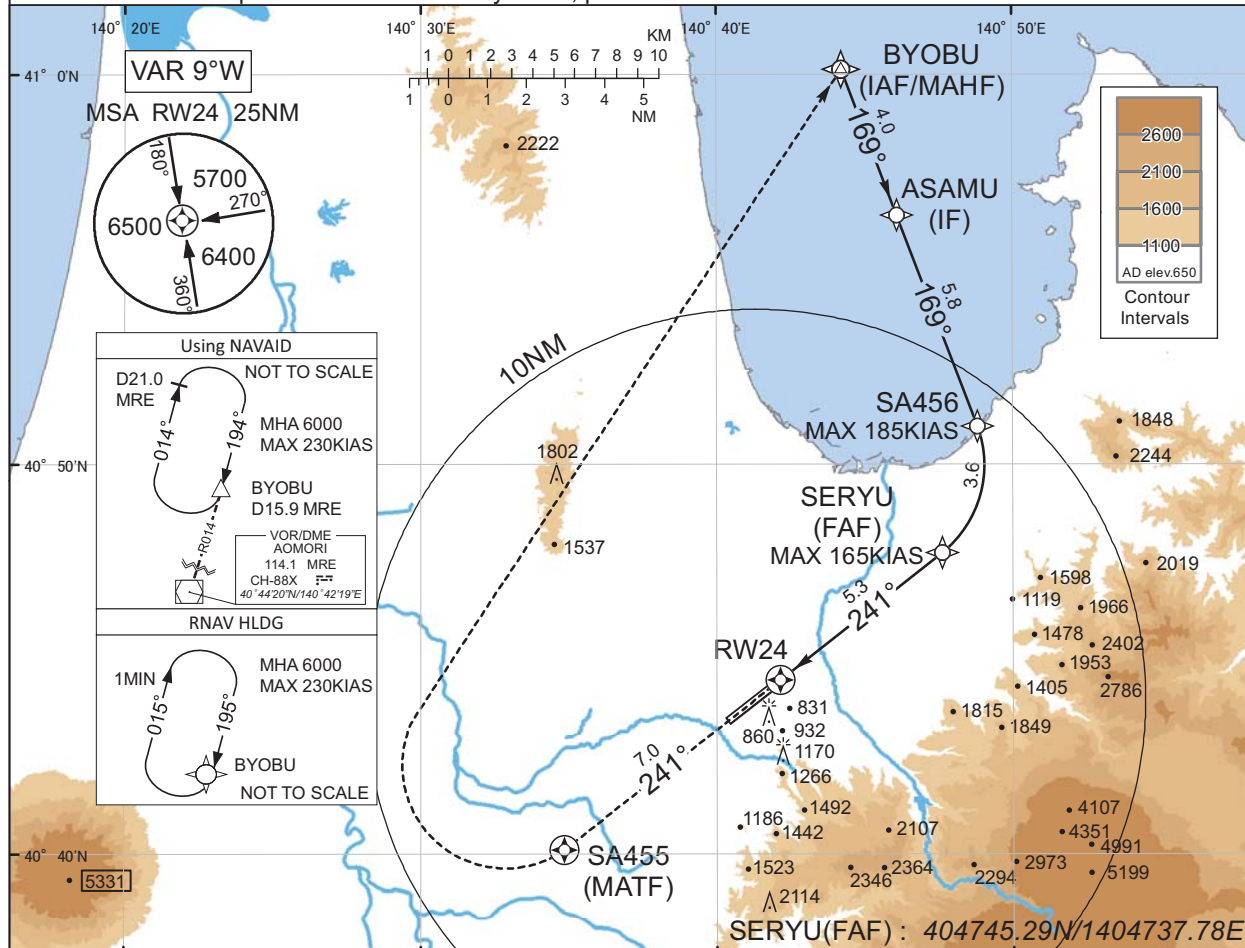 140° 20'E
140° 30'E
140° 40'E
140° 50'E
41° 0'N
40° 50'N
40° 40'N
VAR 9°W
MSA RW24 25NM
180°
5700
270°
6500
6400
360°
KM
1 0 1 2 3 4 5 6 7 8 9 10
1 0 1 2 3 4 5
NM
2222
BYOBU
(IAF/MAHF)
4.0
169°
ASAMU
(IF)
5.8
169°
2600
2100
1600
1100
AD elev.650
Contour
Intervals
Using NAVAID
NOT TO SCALE
D21.0
MRE
014°
194°
MHA 6000
MAX 230KIAS
BYOBU
D15.9 MRE
R014
VOR/DME
AOMORI
114.1 MRE
CH-88X
40°44'20"N/140°42'19"E
RNAV HLDG
1MIN
MHA 6000
MAX 230KIAS
015°
195°
BYOBU
NOT TO SCALE
10NM
SA456
MAX 185KIAS
3.6
1802
1537
SERYU
(FAF)
MAX 165KIAS
5.3
241°
RW24
1848
2244
2019
1598
1119
1966
1478
2402
1953
1405
2786
1815
1849
831
860
932
1170
1266
7.0
241°
1492
1186
1442
2107
4107
4351
4991
SA455
(MATF)
1523
2346
2364
2294
2973
5199
2114
5331
SERYU(FAF) : 404745.29N/1404737.78E